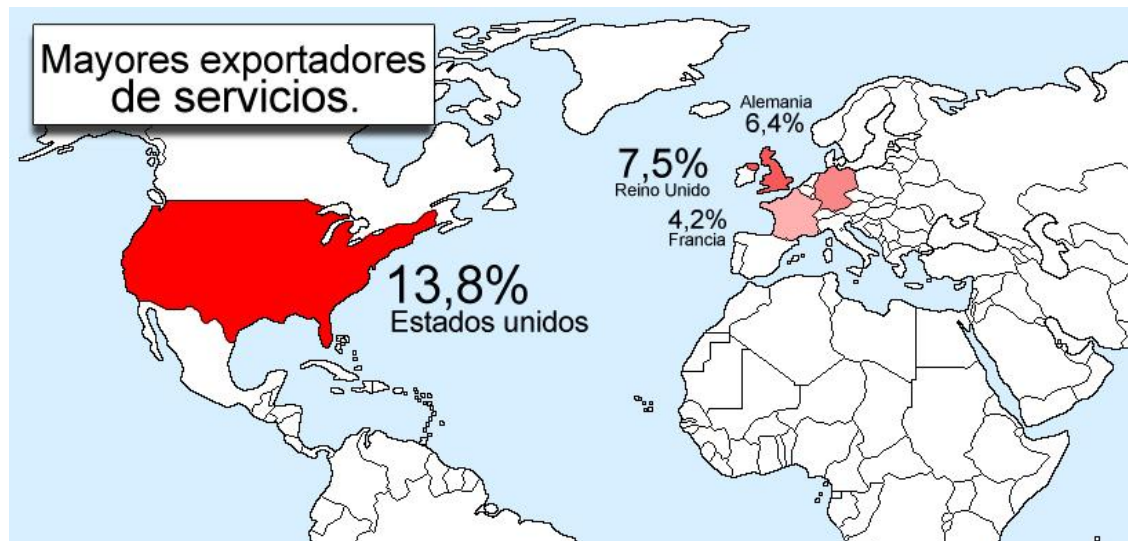 Mayores exportadores
de servicios.
Alemania
6,4%
7,5%
Reino Unido
4,2%
Francia
13,8%
Estados unidos